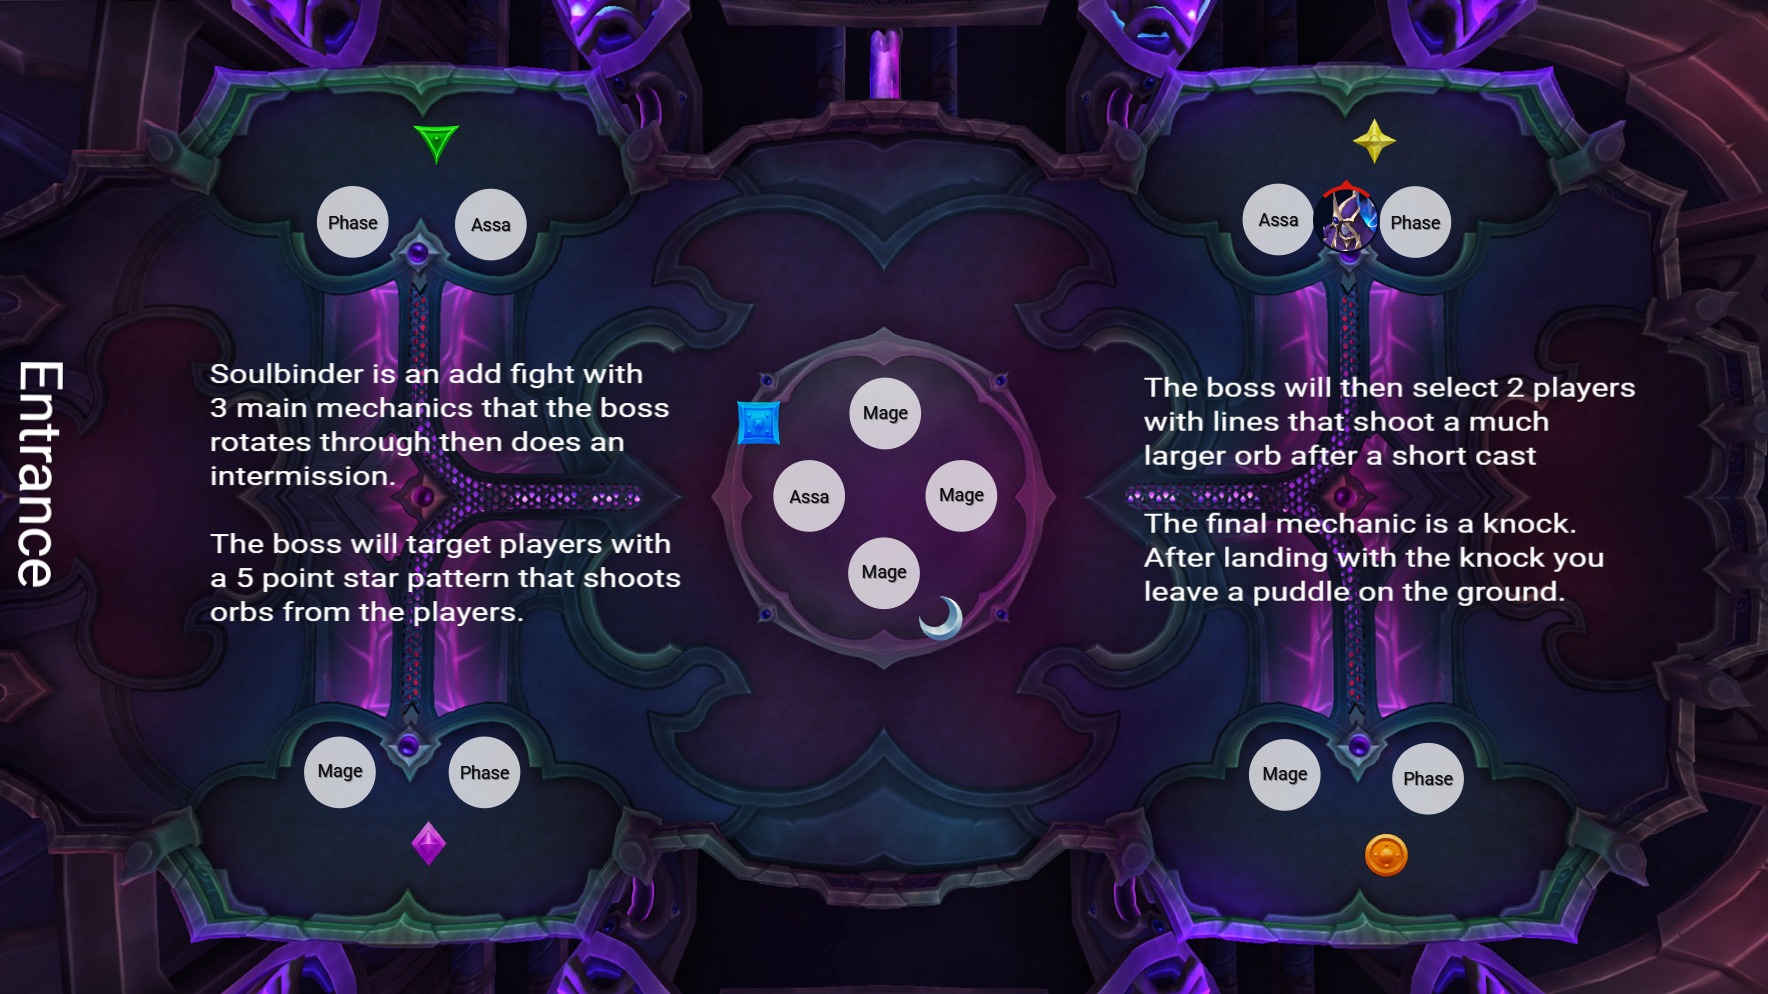 Phase
Assa
Assa
Phase
Entrance
Soulbinder is an add fight with
3 main mechanics that the boss
rotates through then does an
intermission.
The boss will target players with
a 5 point star pattern that shoots
orbs from the players.
Mage
Assa
Mage
Mage
The boss will then select 2 players
with lines that shoot a much
larger orb after a short cast
The final mechanic is a knock.
After landing with the knock you
leave a puddle on the ground.
Mage
Phase
Mage
Phase